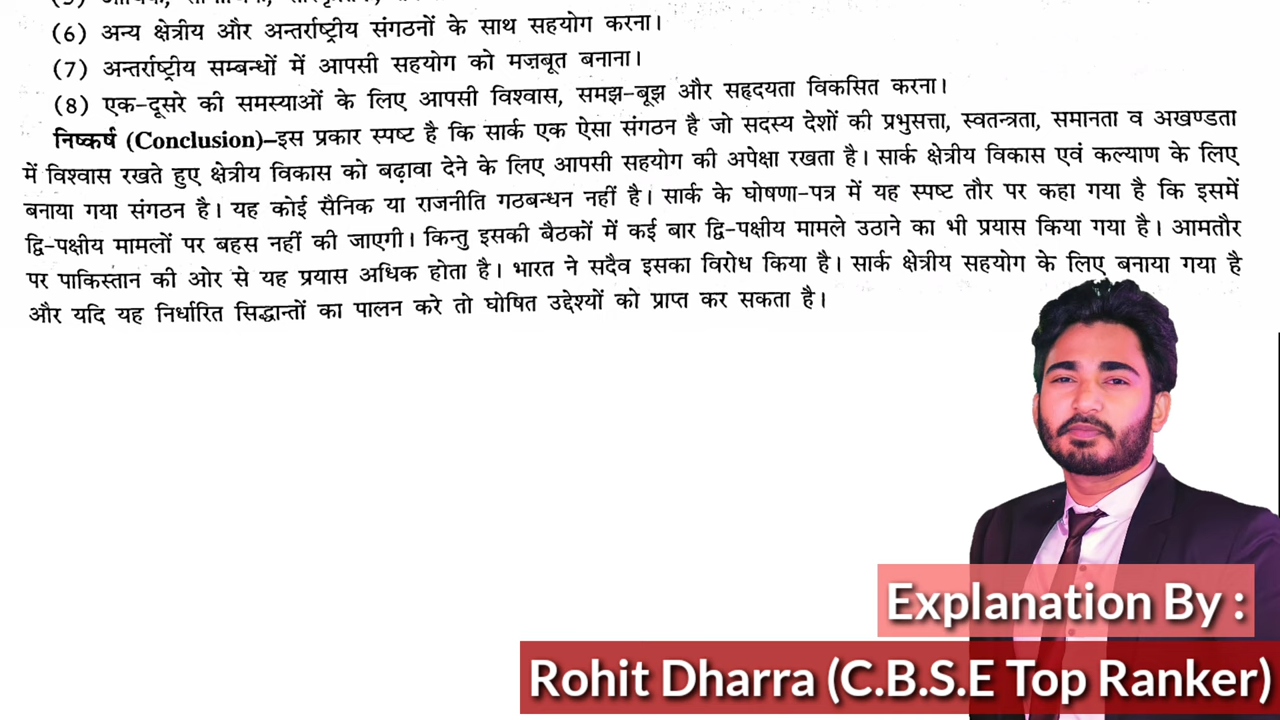 (6) अन्य क्षेत्रीय और अन्तर्राष्ट्रीय संगठनों के साथ सहयोग करना।
(7) अन्तर्राष्ट्रीय सम्बन्धों में आपसी सहयोग को मज़बूत बनाना।
(8) एक-दूसरे की समस्याओं के लिए आपसी विश्वास, समझ-बूझ और सहृदयता विकसित करना।
निष्कर्ष (Conclusion)–इस प्रकार स्पष्ट है कि सार्क एक ऐसा संगठन है जो सदस्य देशों की प्रभुसत्ता, स्वतन्त्रता, समानता व अखण्डता
में विश्वास रखते हुए क्षेत्रीय विकास को बढ़ावा देने के लिए आपसी सहयोग की अपेक्षा रखता है। सार्क क्षेत्रीय विकास एवं कल्याण के लिए
बनाया गया संगठन है। यह कोई सैनिक या राजनीति गठबन्धन नहीं है। सार्क के घोषणा-पत्र में यह स्पष्ट तौर पर कहा गया है कि इसमें
द्वि-पक्षीय मामलों पर बहस नहीं की जाएगी। किन्तु इसकी बैठकों में कई बार द्वि-पक्षीय मामले उठाने का भी प्रयास किया गया है। आमतौर
पर पाकिस्तान की ओर से यह प्रयास अधिक होता है। भारत ने सदैव इसका विरोध किया है। सार्क क्षेत्रीय सहयोग के लिए बनाया गया है
और यदि यह निर्धारित सिद्धान्तों का पालन करे तो घोषित उद्देश्यों को प्राप्त कर सकता है।
Explanation By :
Rohit Dharra (C.B.S.E Top Ranker)